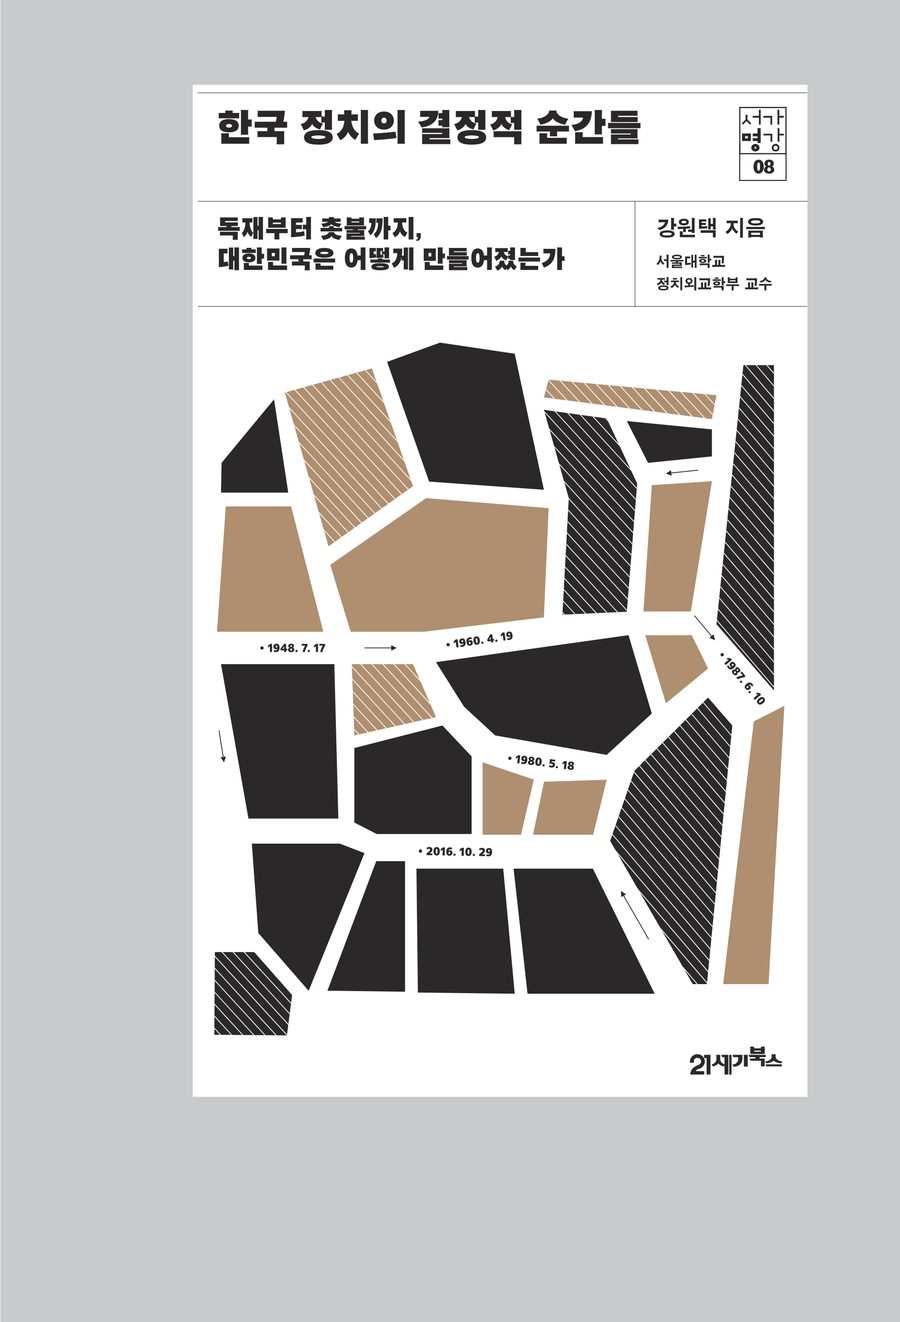 한국 정치의 결정적 순간들
서가
명강
08
독재부터 촛불까지,
대한민국은 어떻게 만들어졌는가
강원택 지음
서울대학교
정치외교학부 교수
• 1948. 7. 17
• 1960. 4. 19
• 1987. 6. 10
• 1980. 5. 18
• 2016. 10. 29
21세기북스